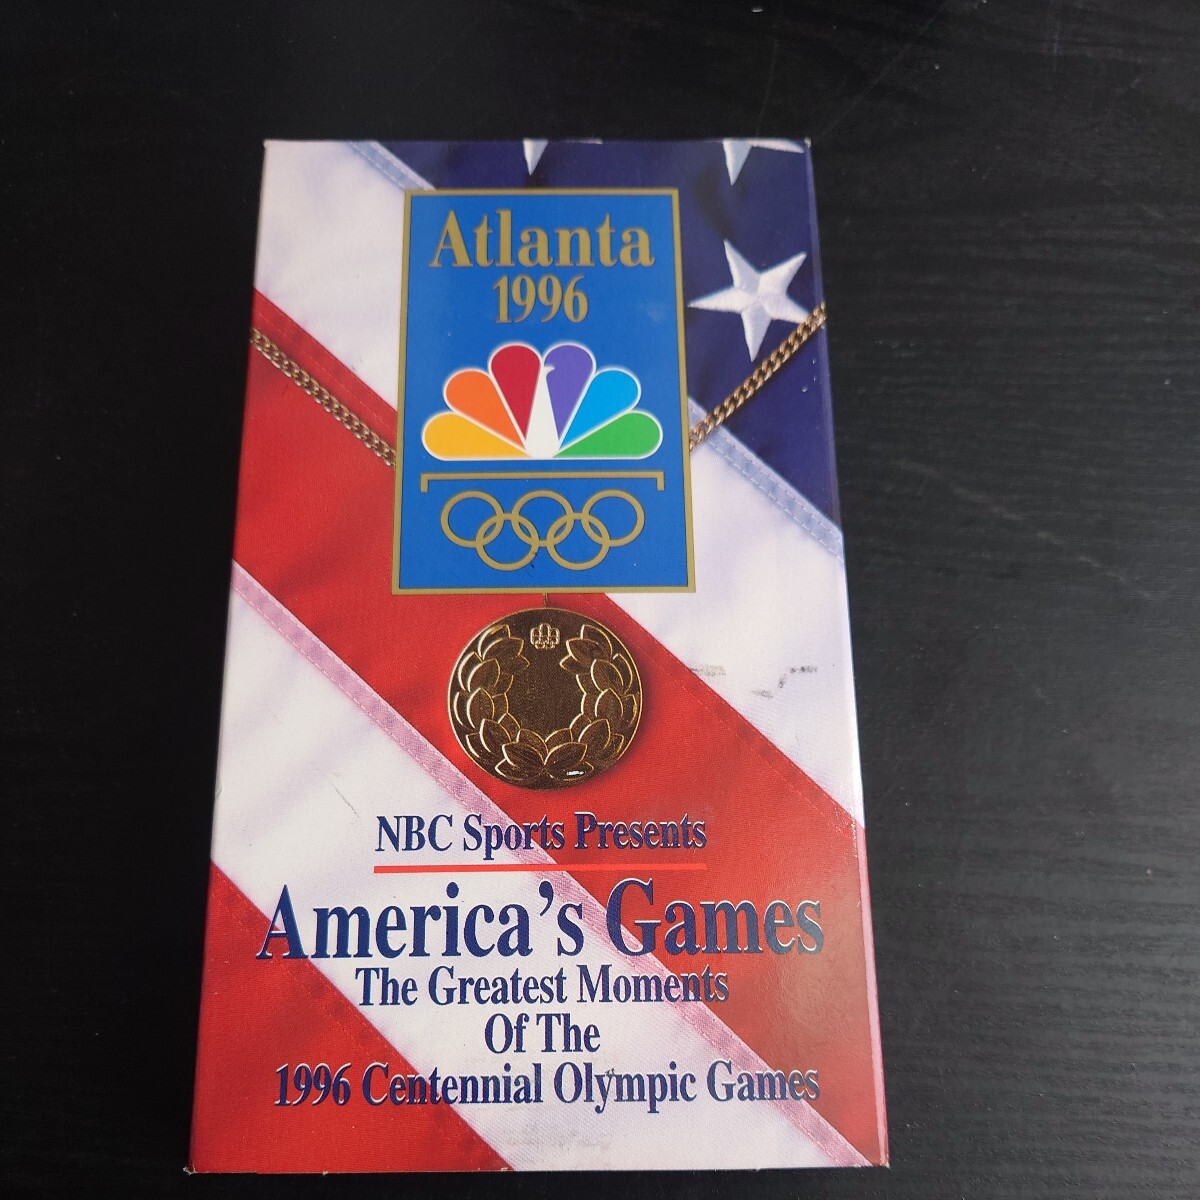 Atlanta
1996
NBC Sports Presents
America's Games
The Greatest Moments
Of The
1996 Centennial Olympic Games